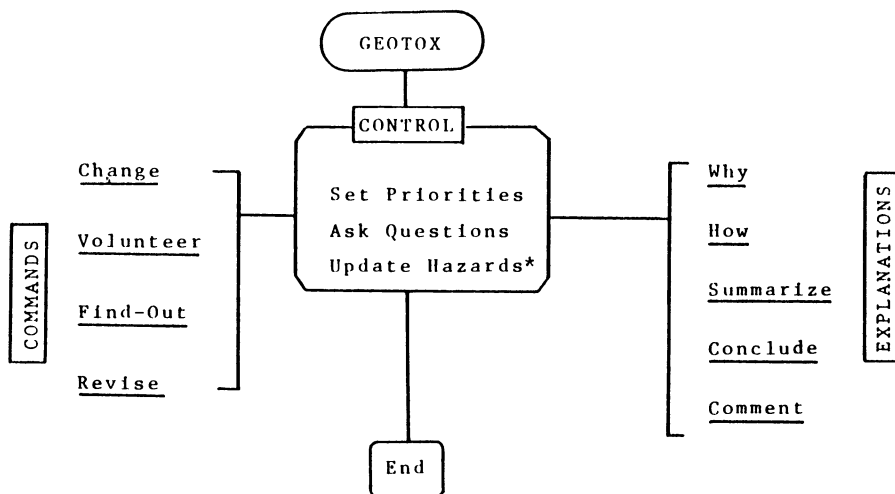 GEOTOX
CONTROL
Set Priorities
Ask Questions
Update Hazards*
COMMANDS
Change
Volunteer
Find-Out
Revise
Why
How
Summarize
Conclude
Comment
EXPLANATIONS
End